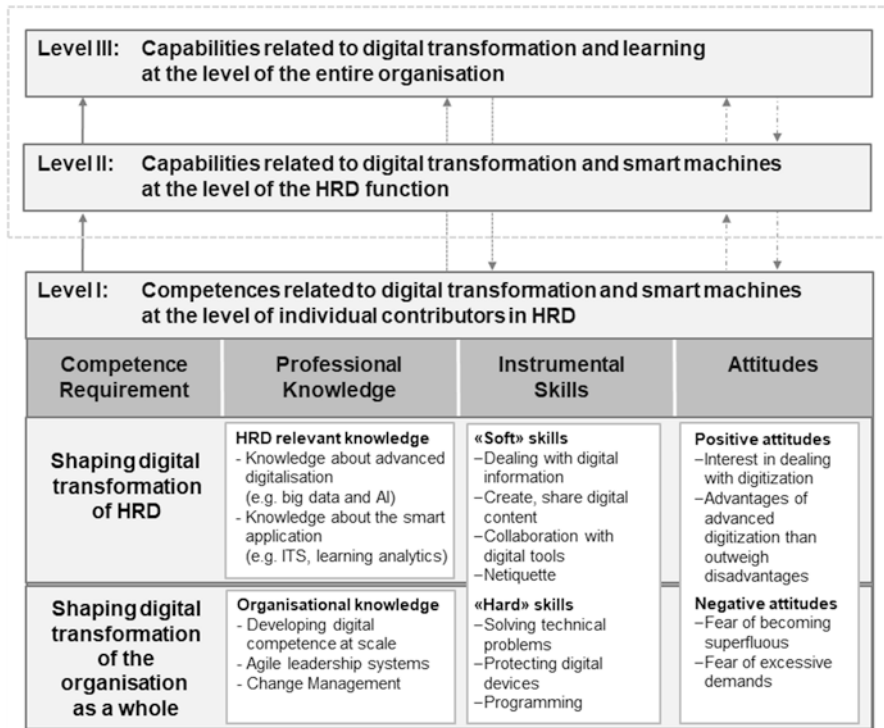 Level III: Capabilities related to digital transformation and learning
at the level of the entire organisation
Level II: Capabilities related to digital transformation and smart machines
at the level of the HRD function
Level I: Competences related to digital transformation and smart machines
at the level of individual contributors in HRD
Competence
Requirement
Professional
Knowledge
Instrumental
Skills
Attitudes
Shaping digital
transformation
of HRD
HRD relevant knowledge
- Knowledge about advanced
digitalisation
(e.g. big data and AI)
- Knowledge about the smart
application
(e.g. ITS, learning analytics)
«Soft» skills
–Dealing with digital
information
–Create, share digital
content
–Collaboration with
digital tools
–Netiquette
Positive attitudes
–Interest in dealing
with digitization
–Advantages of
advanced
digitization than
outweigh
disadvantages
Shaping digital
transformation
of the
organisation
as a whole
Organisational knowledge
- Developing digital
competence at scale
- Agile leadership systems
- Change Management
«Hard» skills
–Solving technical
problems
–Protecting digital
devices
–Programming
Negative attitudes
–Fear of becoming
superfluous
–Fear of excessive
demands